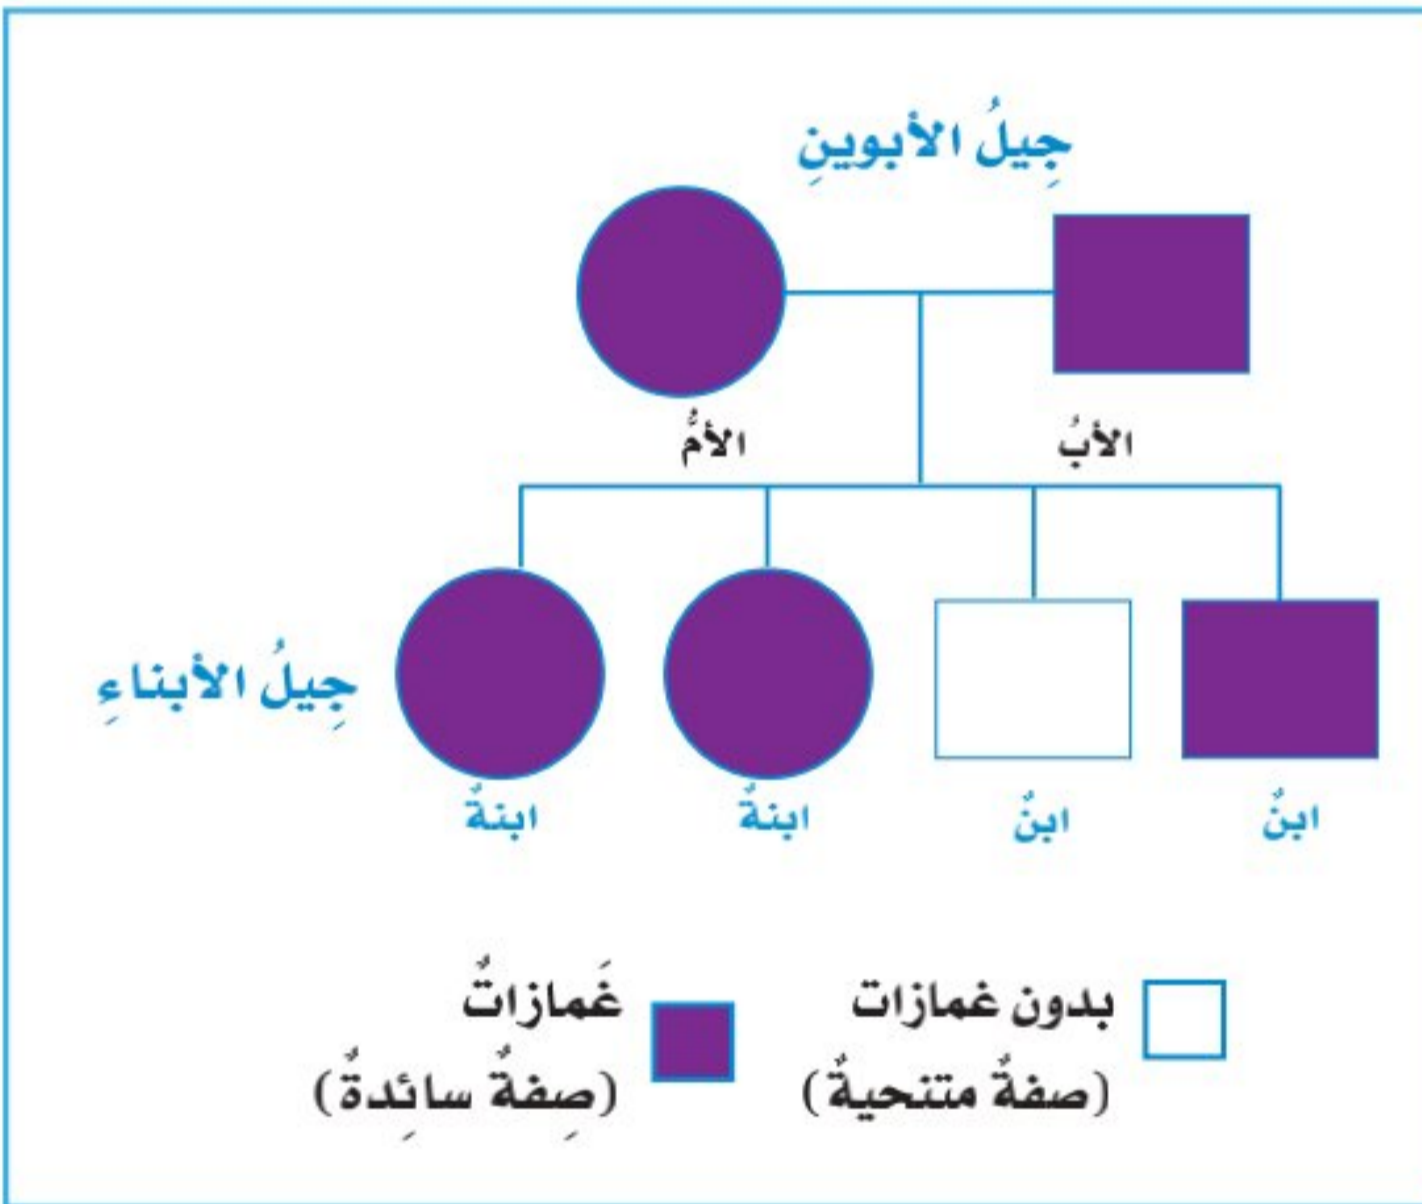 جِيلُ الأبوينِ
الأبُ
الأمُّ
جِيلُ الأبناءِ
ابنٌ
ابنٌ
ابنةٌ
ابنةٌ
بدون غمازات
(صفةٌ متنحيةٌ)
غَمازاتٌ
(صِفةٌ سائِدةٌ)